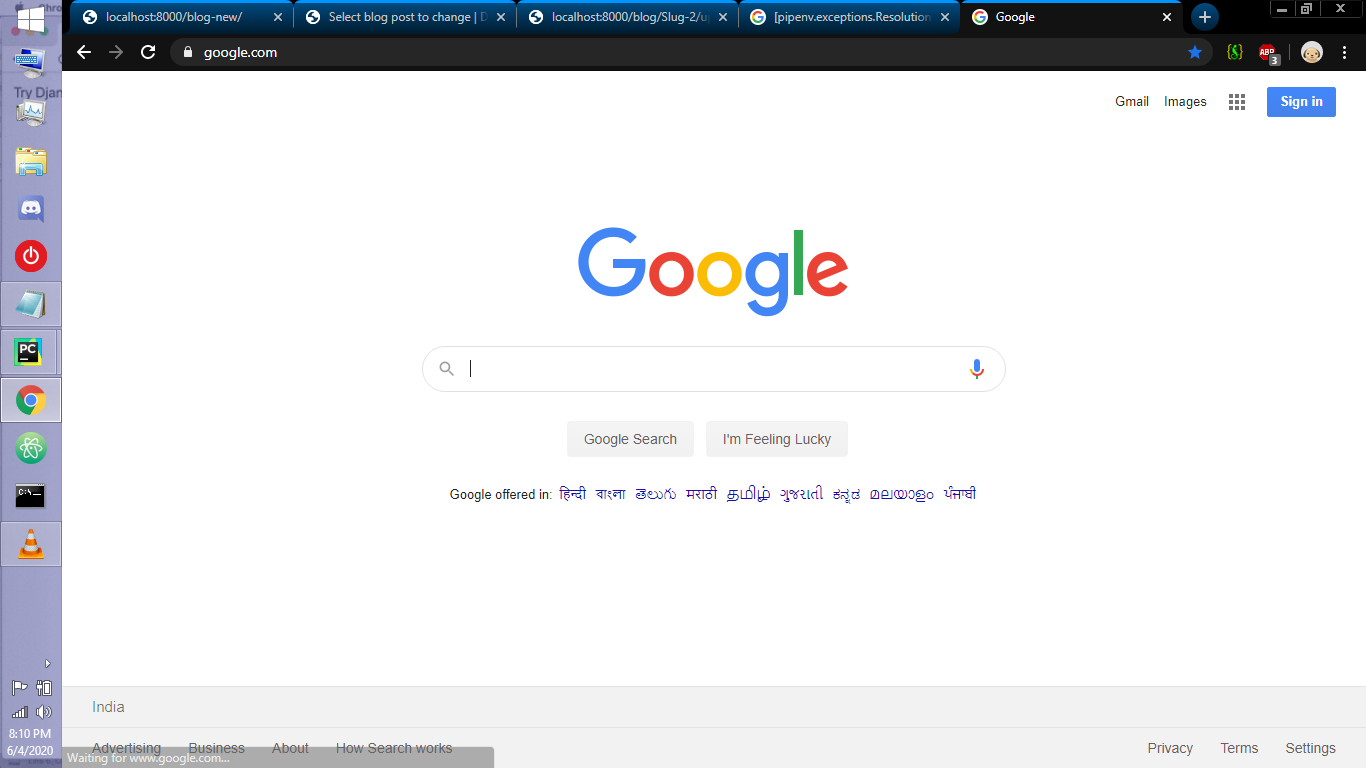 localhost:8000/blog-new/
Select blog post to change | D
localhost:8000/blog/Slug-2/u
[pipenv.exceptions.Resolution
Google
google.com
ABP
3
Try Djan
Gmail Images Sign in
Google
PC
C:\
Google Search I'm Feeling Lucky
Google offered in: हिन्दी বাংলা తెలుగు मराठी தமிழ் ગુજરાતી ಕನ್ನಡ മലയാളം ਪੰਜਾਬੀ
India
8:10 PM
6/4/2020
Advertising Business About How Search works Privacy Terms Settings
Waiting for www.google.com...